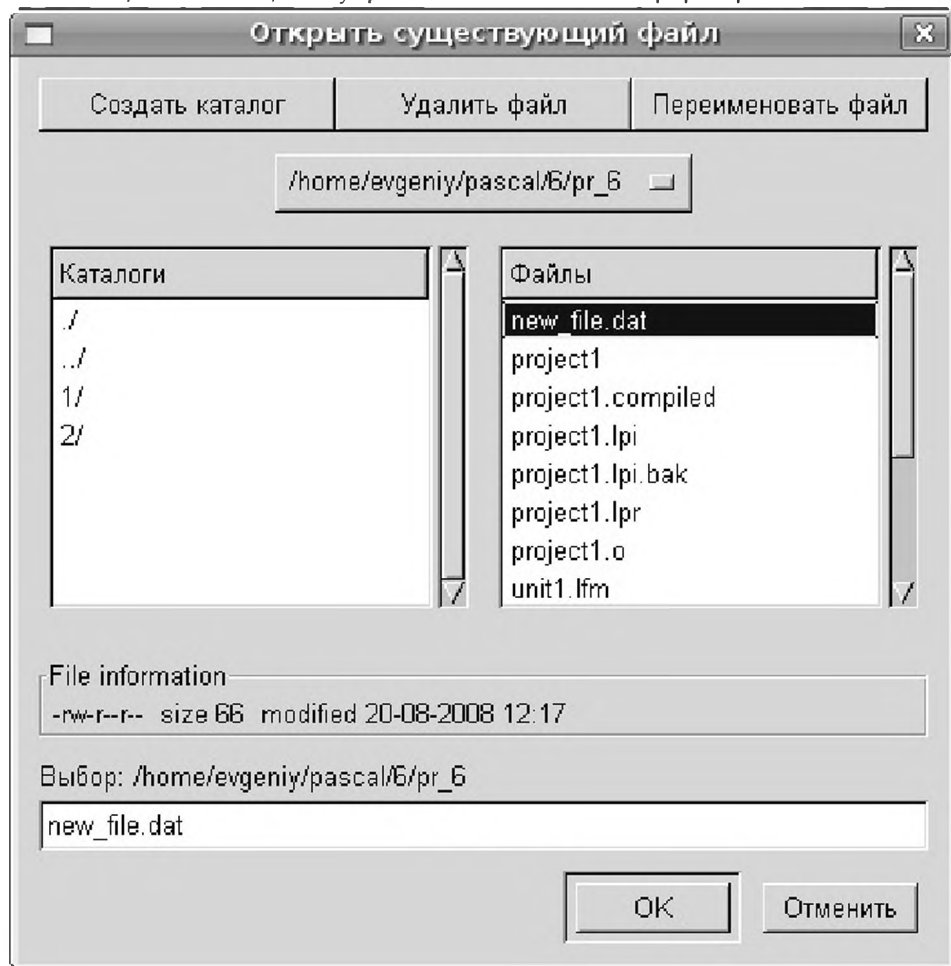 Открыть существующий файл
Создать каталог
Удалить файл
Переименовать файл
/home/evgeniy/pascal/6/pr_6
Каталоги
./
../
1/
2/
Файлы
new_file.dat
project1
project1.compiled
project1.lpi
project1.lpi.bak
project1.lpr
project1.o
unit1.lfm
File information
-rw-r--r-- size 66 modified 20-08-2008 12:17
Выбор: /home/evgeniy/pascal/6/pr_6
new_file.dat
OK
Отменить